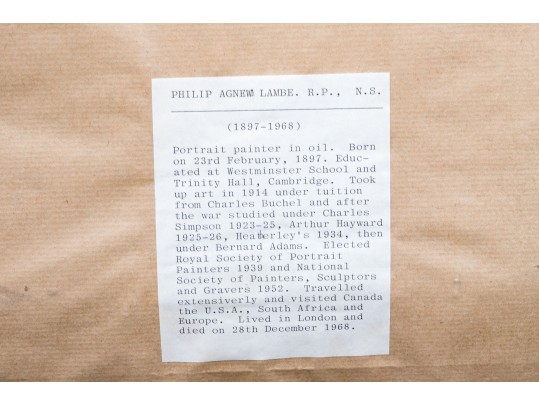 PHILIP AGNEW LAMBE. R.P., N.S.
(1897-1968)
Portrait painter in oil. Born
on 23rd February, 1897. Educ-
ated at Westminster School and
Trinity Hall, Cambridge. Took
up art in 1914 under tuition
from Charles Buchel and after
the war studied under Charles
Simpson 1923-25, Arthur Hayward
1925-26, Heatherley's 1934, then
under Bernard Adams. Elected
Royal Society of Portrait
Painters 1939 and National
Society of Painters, Sculptors
and Gravers 1952. Travelled
extensiverly and visited Canada
the U.S.A., South Africa and
Europe. Lived in London and
died on 28th December 1968.